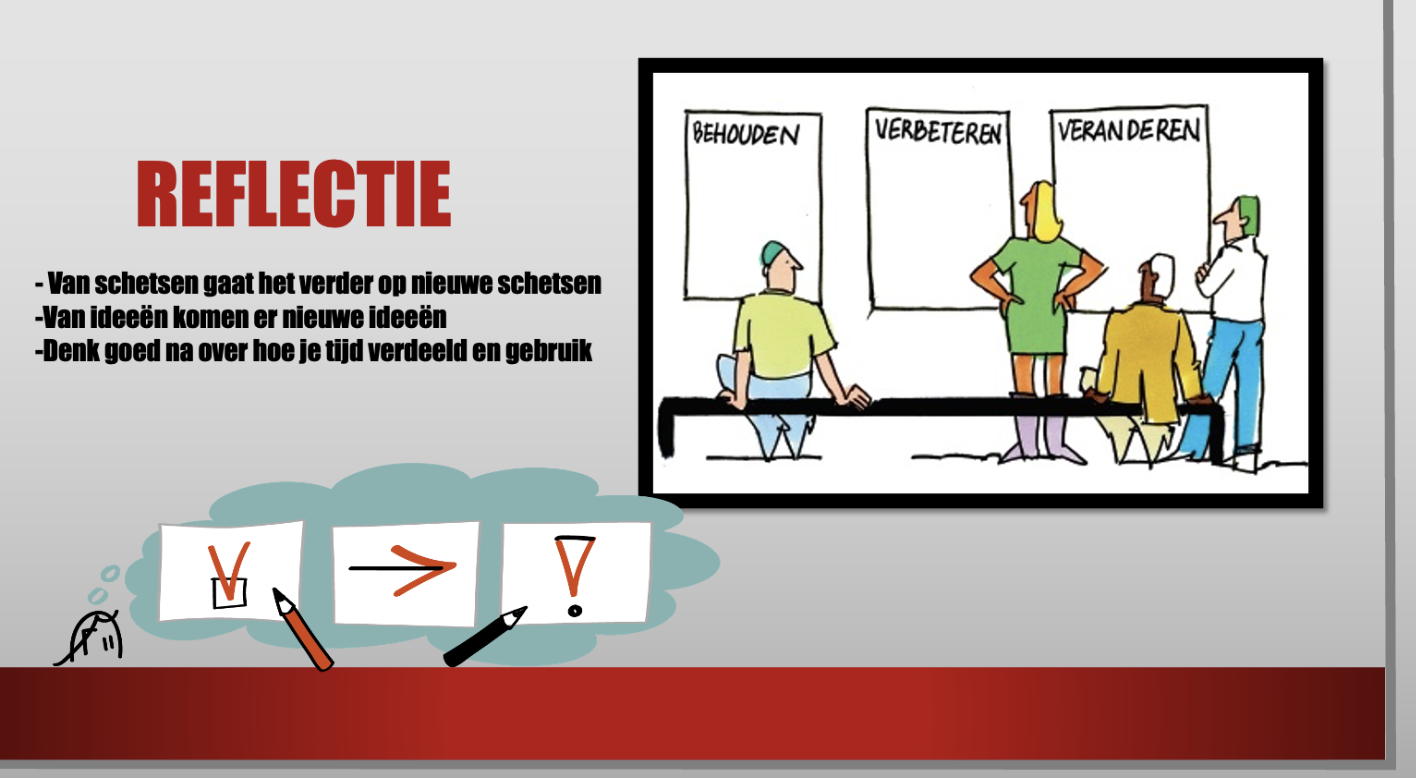 REFLECTIE
- Van schetsen gaat het verder op nieuwe schetsen
-Van ideeën komen er nieuwe ideeën
-Denk goed na over hoe je tijd verdeeld en gebruik
BEHOUDEN
VERBETEREN
VERANDEREN